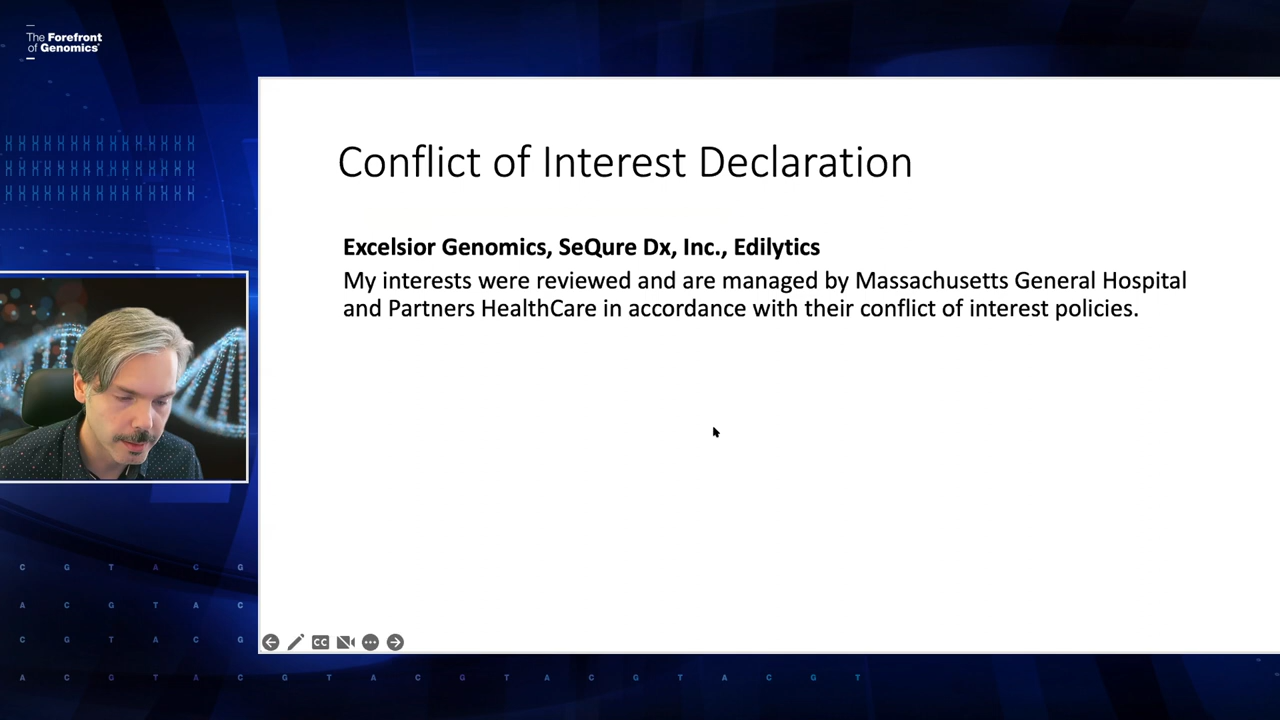 The Forefront
of Genomics®
Conflict of Interest Declaration
Excelsior Genomics, SeQure Dx, Inc., Edilytics
My interests were reviewed and are managed by Massachusetts General Hospital
and Partners HealthCare in accordance with their conflict of interest policies.
CC
C G T A C G
A C G T A C
C G T A C G
A C G T A C G T A C G T A C G T A C G T